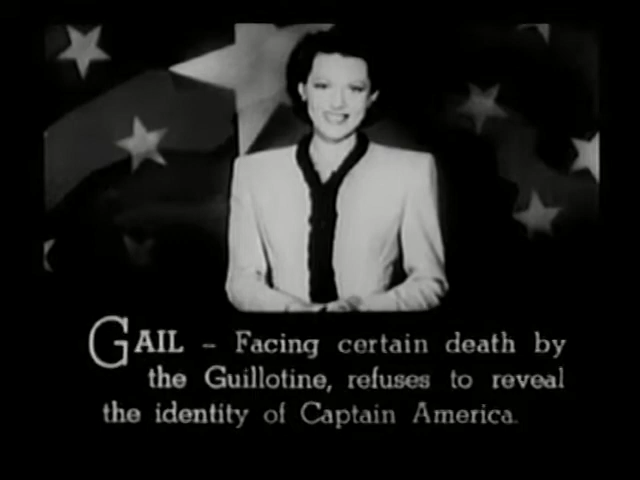 GAIL – Facing certain death by
the Guillotine, refuses to reveal
the identity of Captain America.